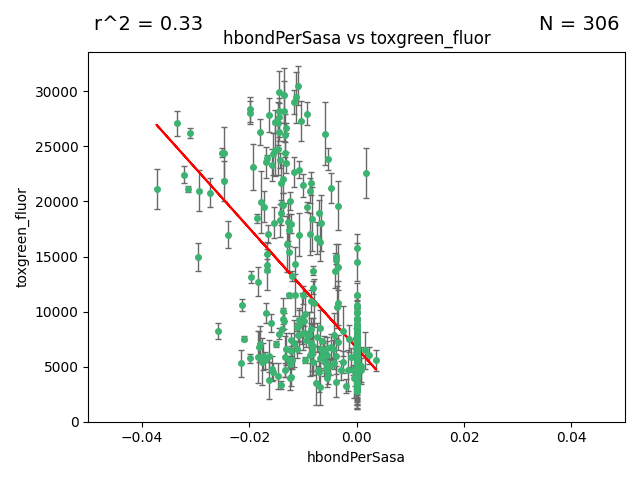 r^2 = 0.33
N = 306
hbondPerSasa vs toxgreen_fluor
30000
25000
20000
15000
10000
5000
0
toxgreen_fluor
−0.04
−0.02
0.00
0.02
0.04
hbondPerSasa